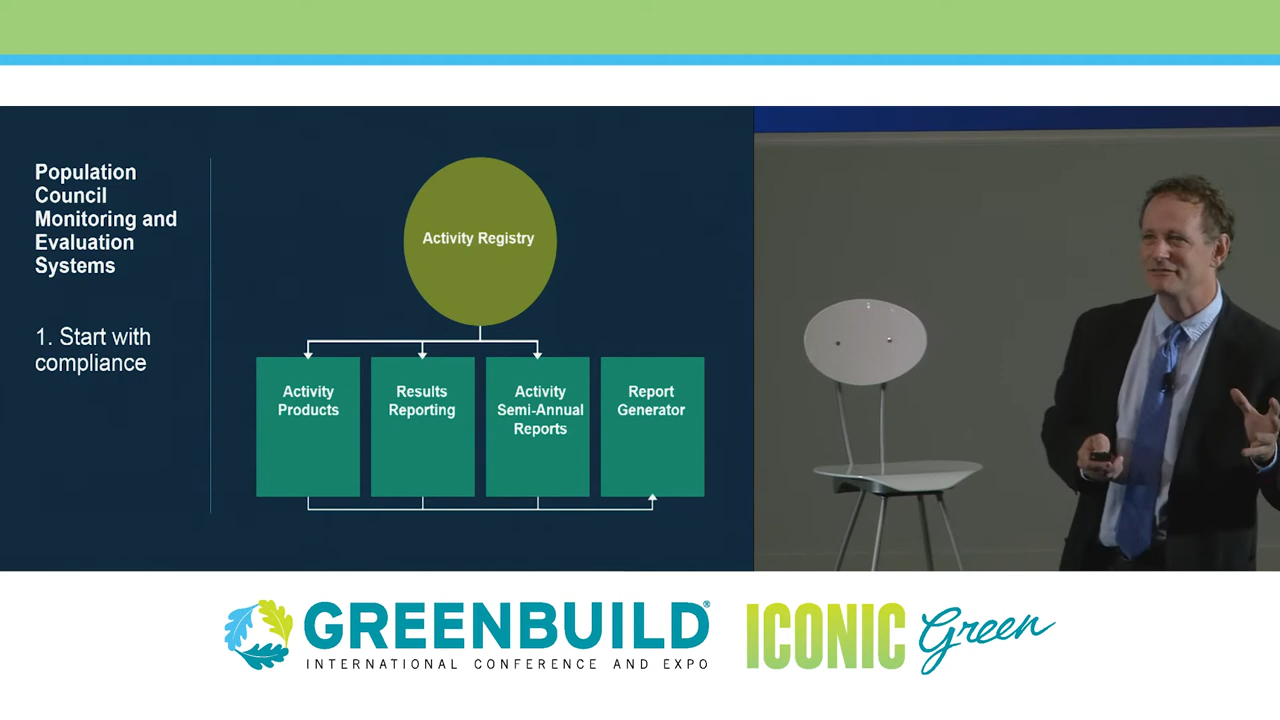 Population
Council
Monitoring and
Evaluation
Systems
1. Start with
compliance
Activity Registry
Activity
Products
Results
Reporting
Activity
Semi-Annual
Reports
Report
Generator
GREENBUILD®
INTERNATIONAL CONFERENCE AND EXPO
ICONIC Green